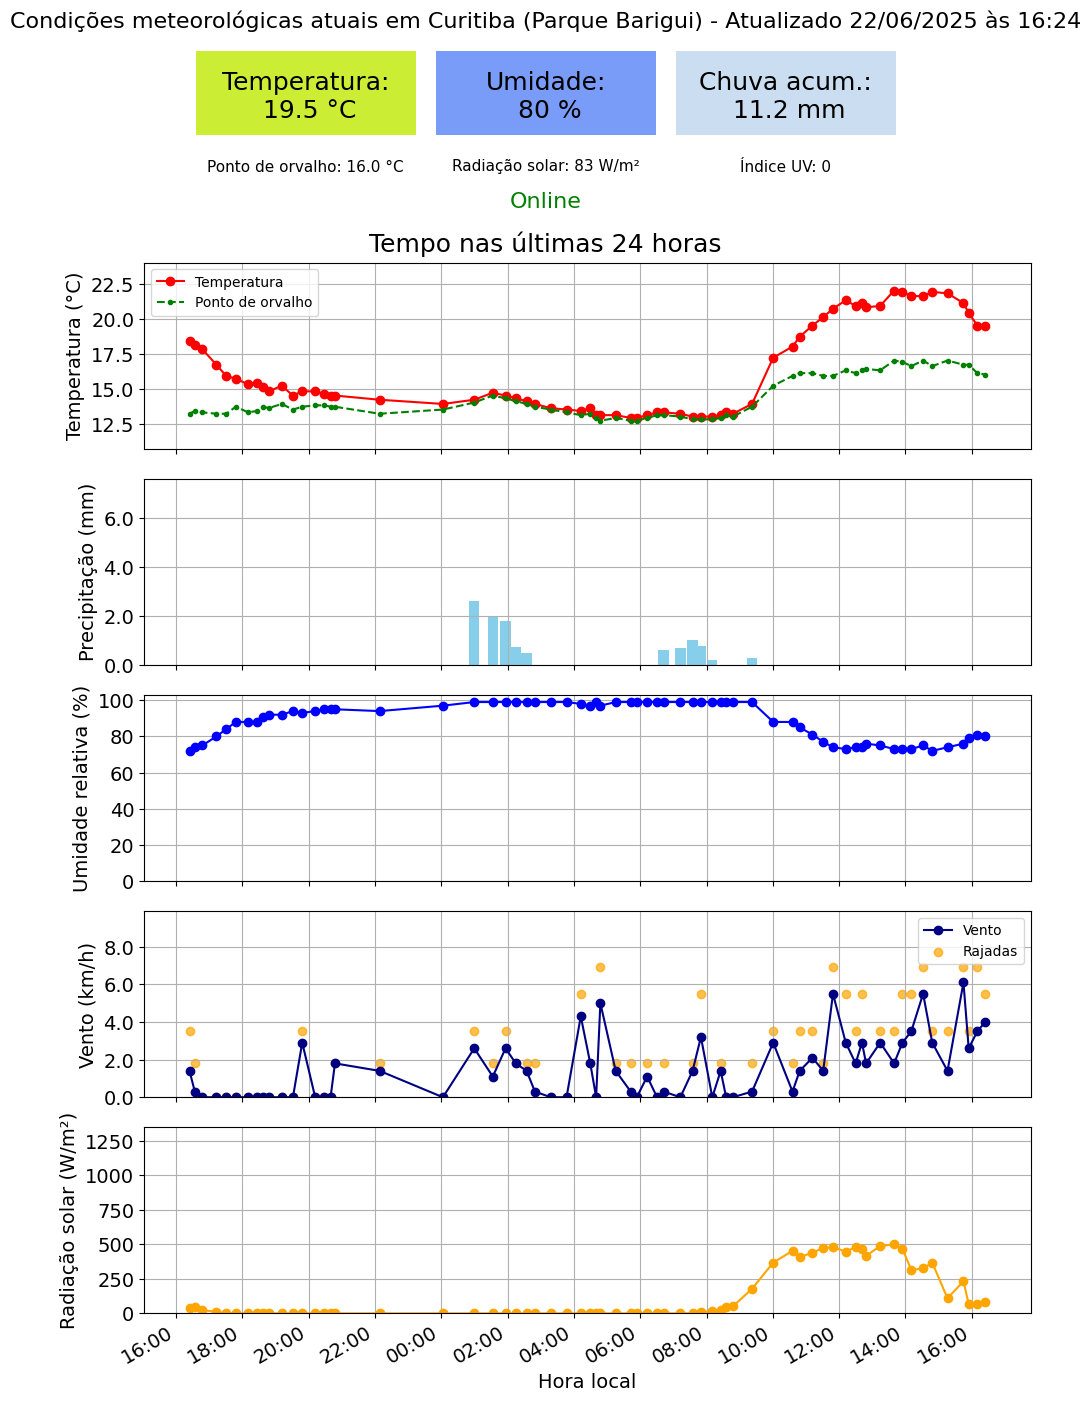 Condições meteorológicas atuais em Curitiba (Parque Barigui) - Atualizado 22/06/2025 às 16:24
Temperatura:
19.5 °C
Umidade:
80 %
Chuva acum.:
11.2 mm
Ponto de orvalho: 16.0 °C
Radiação solar: 83 W/m²
Índice UV: 0
Online
Tempo nas últimas 24 horas
Temperatura (°C)
22.5
20.0
17.5
15.0
12.5
Temperatura
Ponto de orvalho
Precipitação (mm)
6.0
4.0
2.0
0.0
Umidade relativa (%)
100
80
60
40
20
0
Vento (km/h)
8.0
6.0
4.0
2.0
0.0
Vento
Rajadas
Radiação solar (W/m²)
1250
1000
750
500
250
0
16:00 18:00 20:00 22:00 00:00 02:00 04:00 06:00 08:00 10:00 12:00 14:00 16:00
Hora local